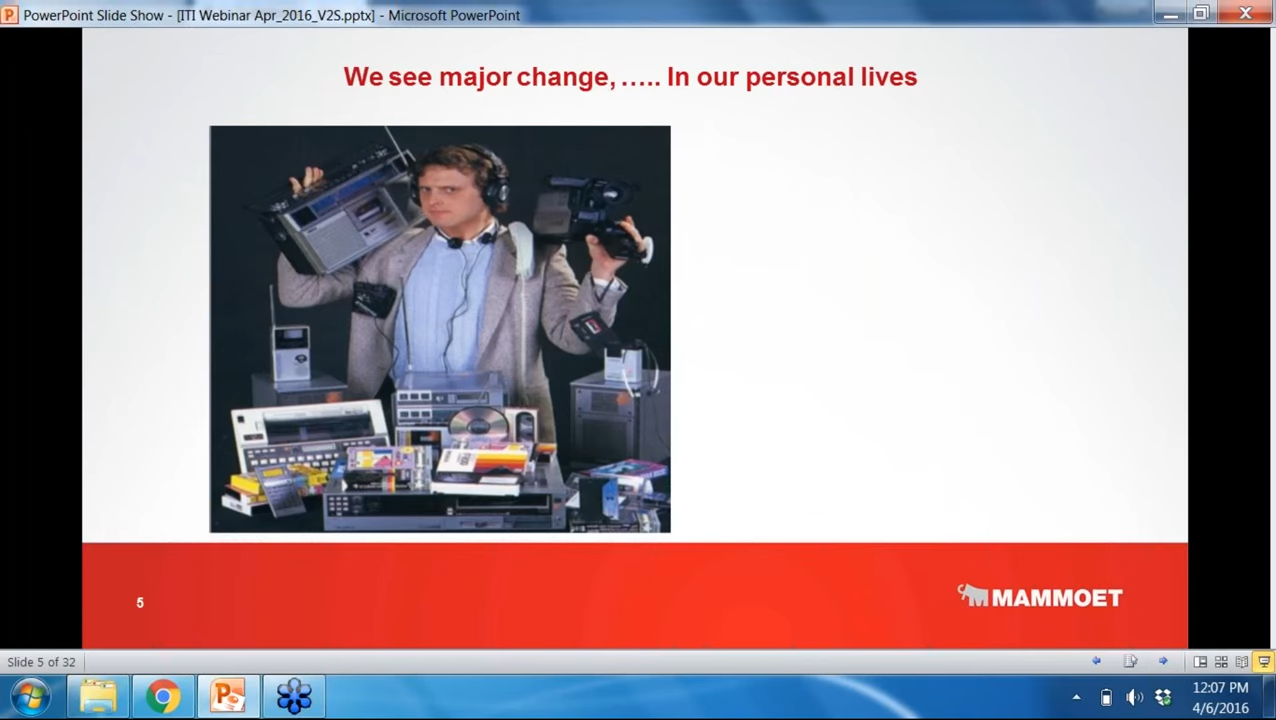 PowerPoint Slide Show - [ITI Webinar Apr_2016_V2S.pptx] - Microsoft PowerPoint
We see major change, ..... In our personal lives
5
MAMMOET
Slide 5 of 32
12:07 PM
4/6/2016